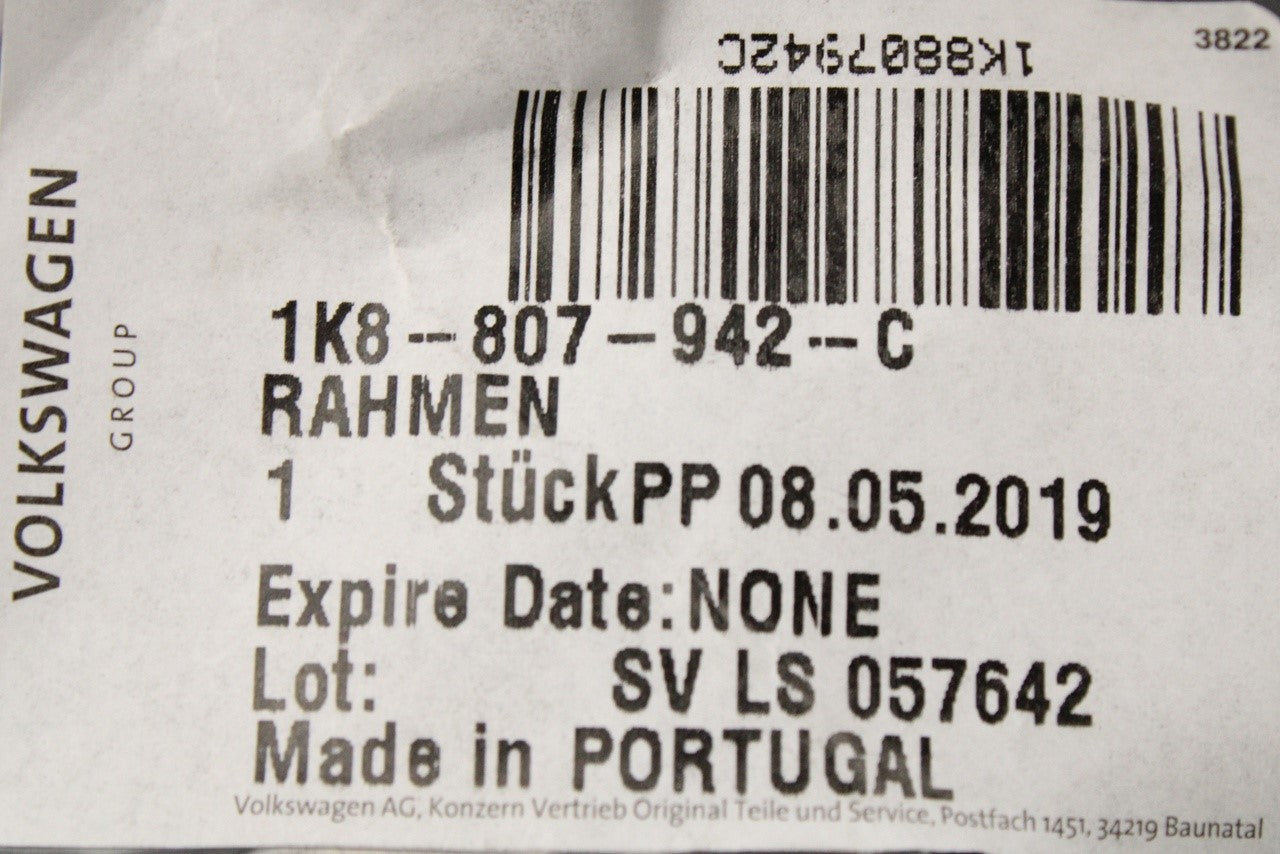 3822
1K8807942C
VOLKSWAGEN
GROUP
1K8--807-942--C
RAHMEN
1 Stück PP 08.05.2019
Expire Date:NONE
Lot: SV LS 057642
Made in PORTUGAL
Volkswagen AG, Konzern Vertrieb Original Teile und Service, Postfach 1451, 34219 Baunatal